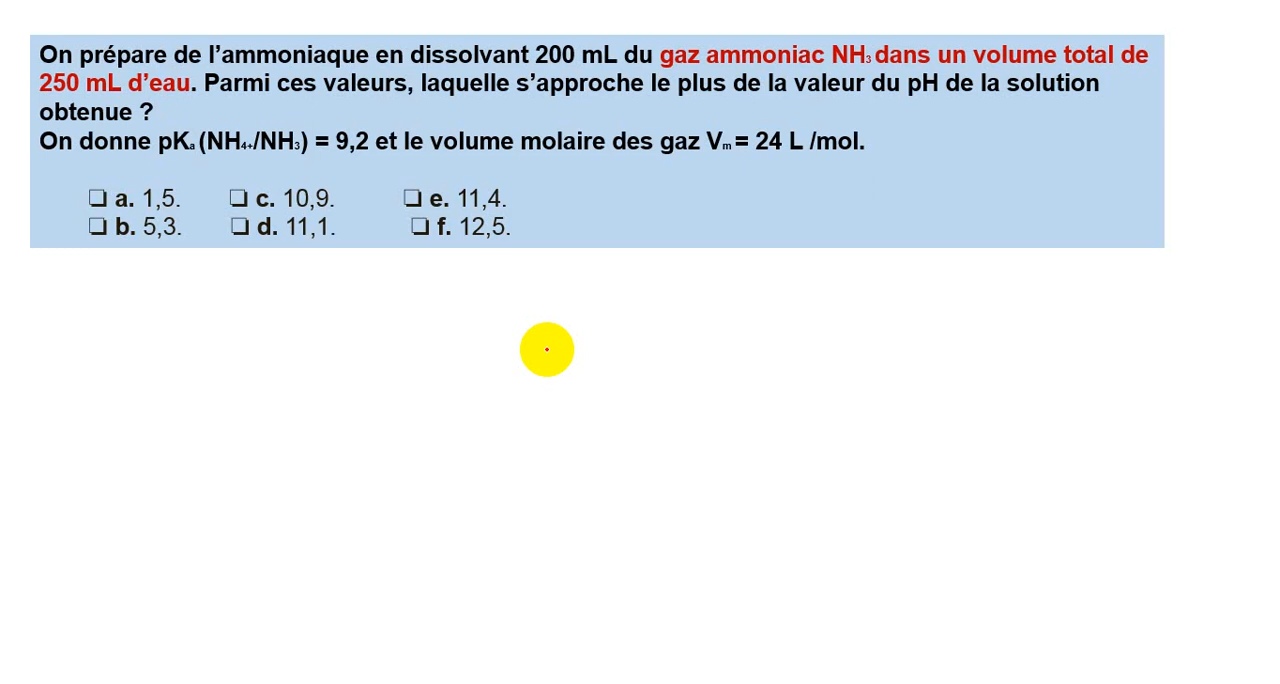 On prépare de l’ammoniaque en dissolvant 200 mL du gaz ammoniac NH3 dans un volume total de
250 mL d’eau. Parmi ces valeurs, laquelle s’approche le plus de la valeur du pH de la solution
obtenue ?
On donne pKa (NH4+/NH3) = 9,2 et le volume molaire des gaz Vm = 24 L /mol.
❏ a. 1,5. ❏ c. 10,9. ❏ e. 11,4.
❏ b. 5,3. ❏ d. 11,1. ❏ f. 12,5.